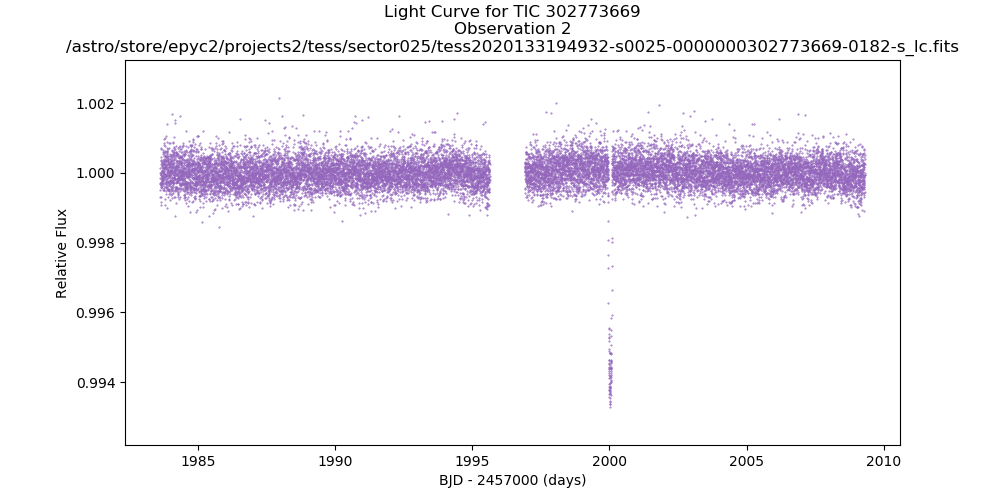 Light Curve for TIC 302773669
Observation 2
/astro/store/epyc2/projects2/tess/sector025/tess2020133194932-s0025-0000000302773669-0182-s_lc.fits
1.002
1.000
0.998
0.996
0.994
Relative Flux
1985
1990
1995
2000
2005
2010
BJD - 2457000 (days)